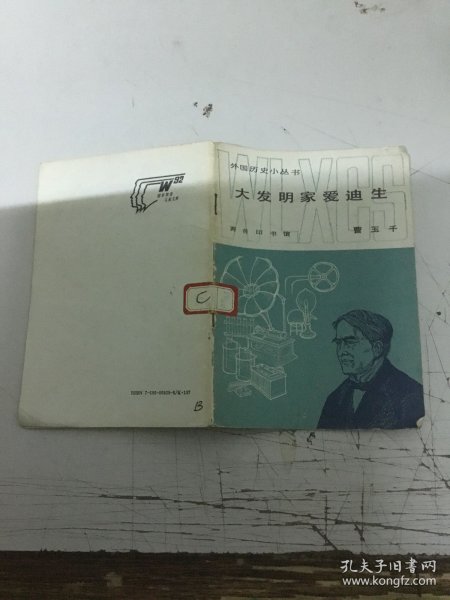 外国历史小丛书
WLXCS
大发明家爱迪生
商务印书馆 曹玉千
W 92
C
B
孔夫子旧书网
www.kongfz.com